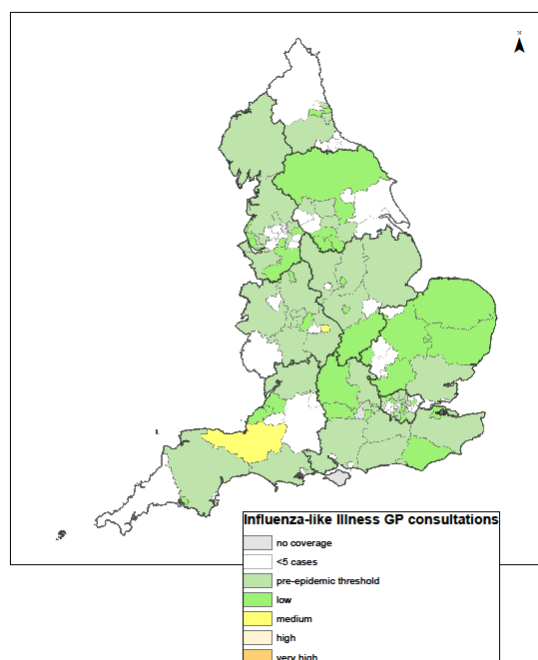 N
Influenza-like Illness GP consultations
no coverage
<5 cases
pre-epidemic threshold
low
medium
high
very high